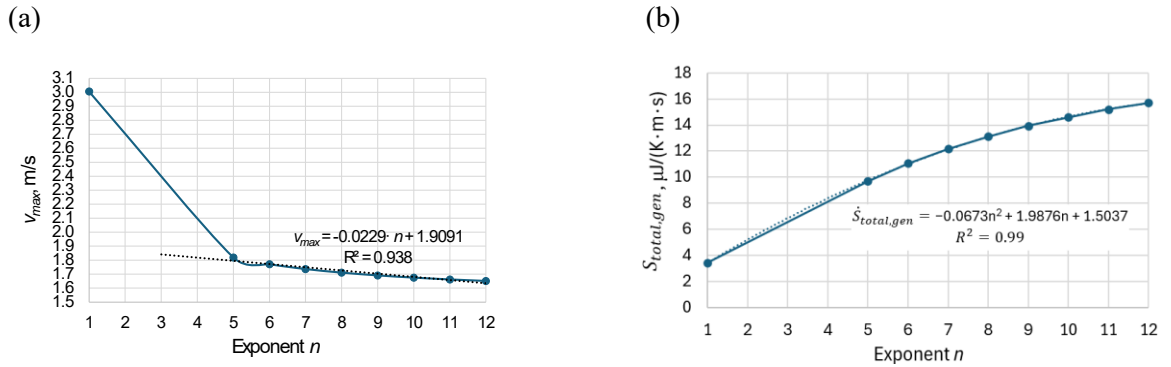 (a)
(b)
3.1
3.0
2.9
2.8
2.7
2.6
2.5
2.4
2.3
2.2
2.1
2.0
1.9
1.8
1.7
1.6
1.5
v_max, m/s
v_max =-0.0229· n + 1.9091
R² = 0.938
1 2 3 4 5 6 7 8 9 10 11 12
Exponent n
18
16
14
12
10
8
6
4
2
0
S_total,gen , μJ/(K·m·s)
Ṡ_total,gen = −0.0673n² + 1.9876n + 1.5037
R² = 0.99
1 2 3 4 5 6 7 8 9 10 11 12
Exponent n